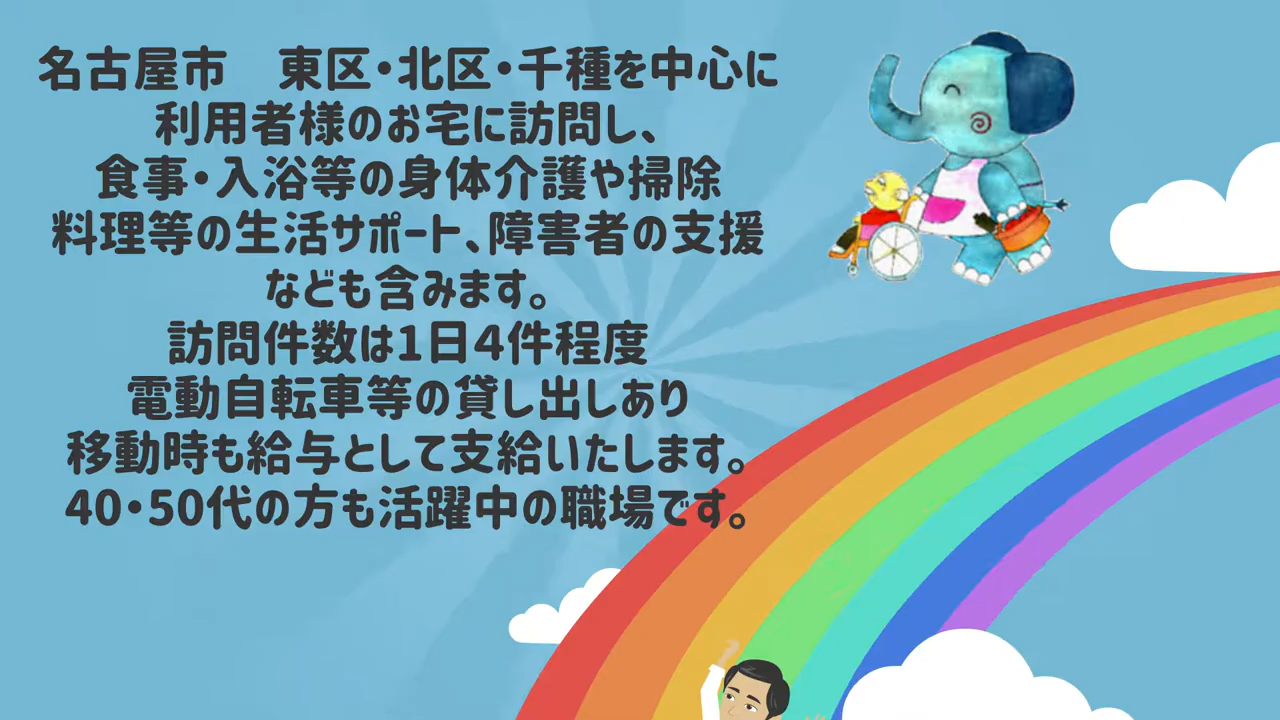 名古屋市　東区・北区・千種を中心に
利用者様のお宅に訪問し、
食事・入浴等の身体介護や掃除
料理等の生活サポート、障害者の支援
なども含みます。
訪問件数は1日4件程度
電動自転車等の貸し出しあり
移動時も給与として支給いたします。
40・50代の方も活躍中の職場です。